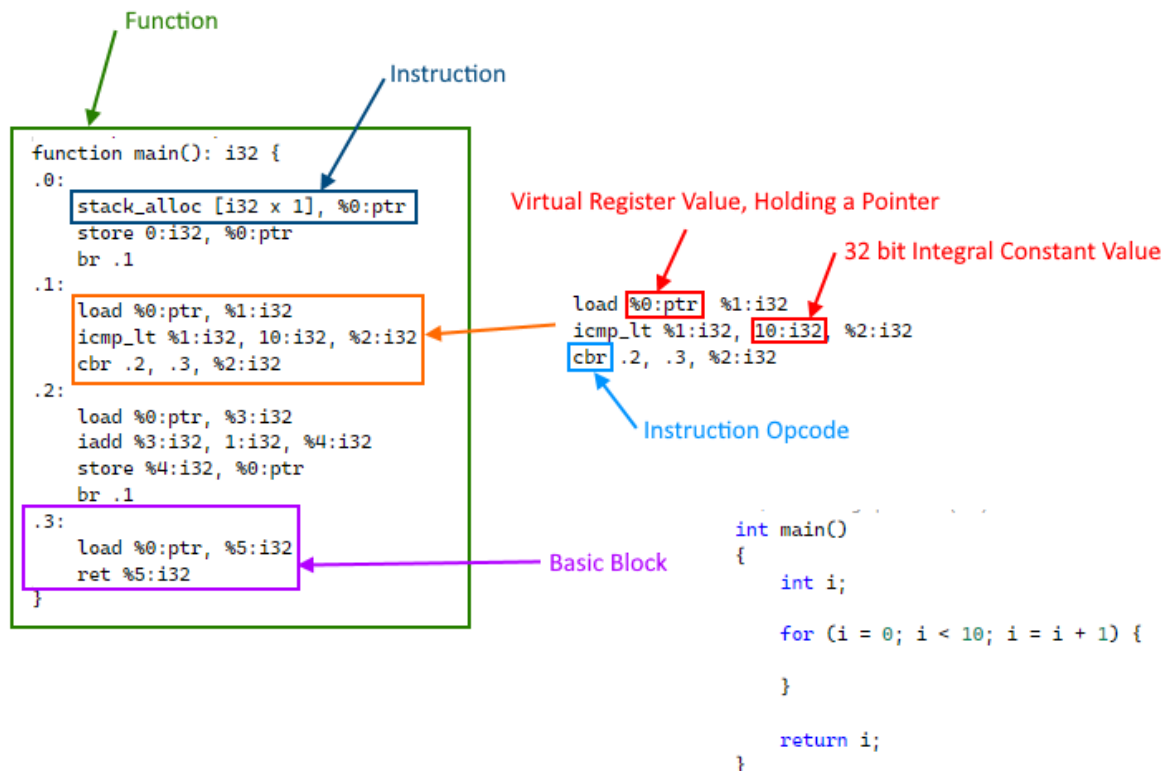 Function
Instruction
function main(): i32 {
.0:
stack_alloc [i32 x 1], %0:ptr
store 0:i32, %0:ptr
br .1
.1:
load %0:ptr, %1:i32
icmp_lt %1:i32, 10:i32, %2:i32
cbr .2, .3, %2:i32
.2:
load %0:ptr, %3:i32
iadd %3:i32, 1:i32, %4:i32
store %4:i32, %0:ptr
br .1
.3:
load %0:ptr, %5:i32
ret %5:i32
}
Virtual Register Value, Holding a Pointer
32 bit Integral Constant Value
load %0:ptr %1:i32
icmp_lt %1:i32, 10:i32, %2:i32
cbr .2, .3, %2:i32
Instruction Opcode
Basic Block
int main()
{
int i;
for (i = 0; i < 10; i = i + 1) {
}
return i;
}